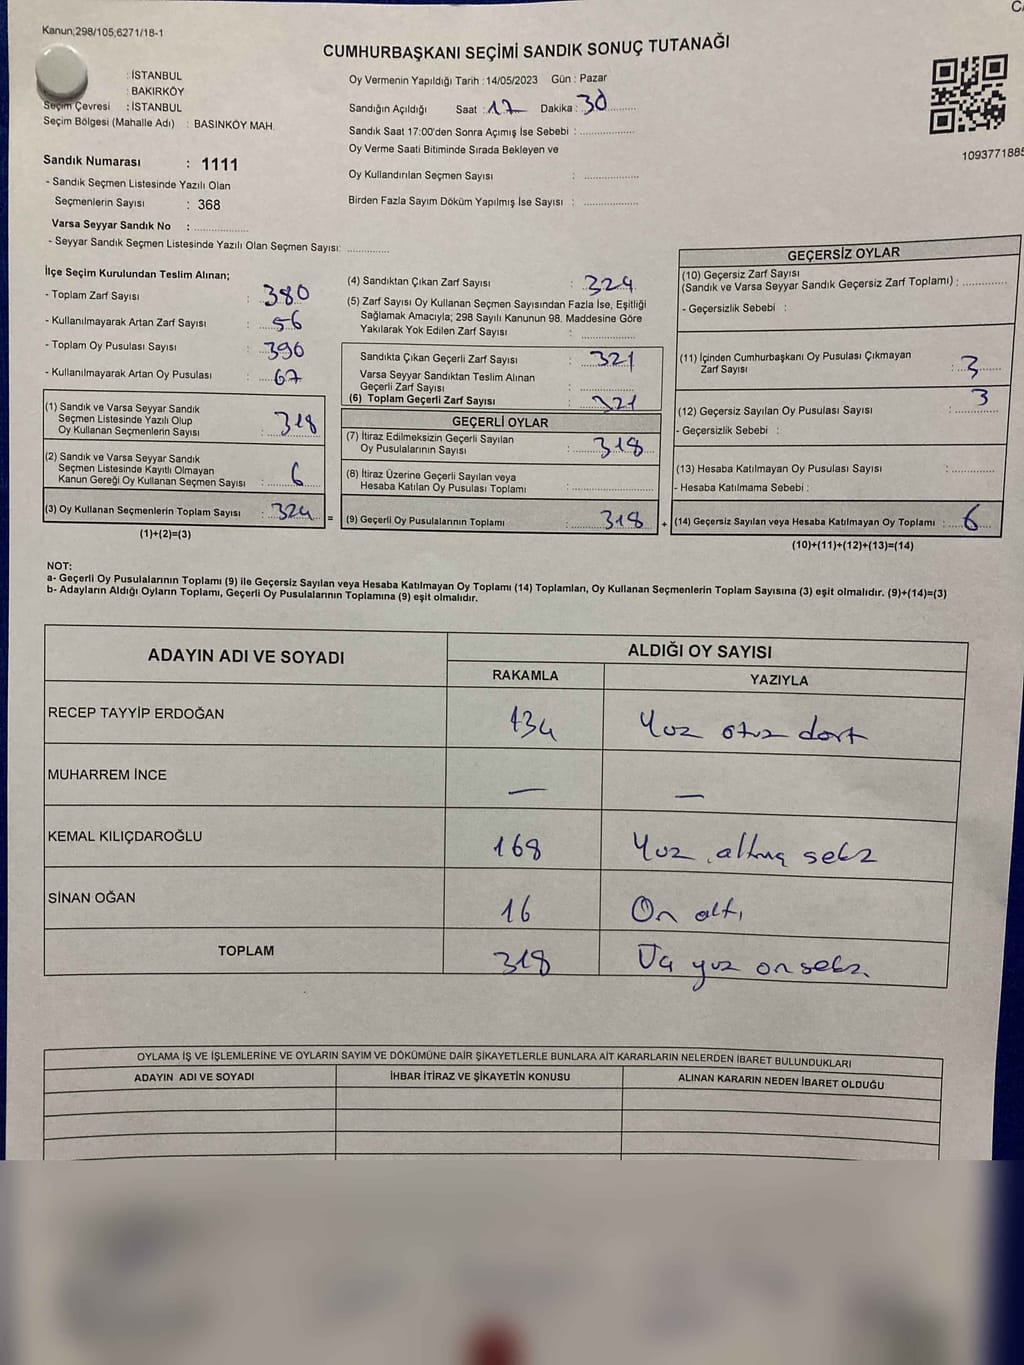 Kanun;298/105,6271/18-1
CUMHURBAŞKANI SEÇİMİ SANDIK SONUÇ TUTANAĞI
: İSTANBUL
: BAKIRKÖY
Seçim Çevresi : İSTANBUL
Seçim Bölgesi (Mahalle Adı) : BASINKÖY MAH.
Sandık Numarası : 1111
- Sandık Seçmen Listesinde Yazılı Olan
Seçmenlerin Sayısı : 368
Varsa Seyyar Sandık No : ..................
- Seyyar Sandık Seçmen Listesinde Yazılı Olan Seçmen Sayısı: ..............
Oy Vermenin Yapıldığı Tarih : 14/05/2023 Gün : Pazar
Sandığın Açıldığı Saat : 17 Dakika : 30
Sandık Saat 17:00'den Sonra Açımış İse Sebebi : ..................
Oy Verme Saati Bitiminde Sırada Bekleyen ve
Oy Kullandırılan Seçmen Sayısı : ..................
Birden Fazla Sayım Döküm Yapılmış İse Sayısı : ..................
1093771885
İlçe Seçim Kurulundan Teslim Alınan;
- Toplam Zarf Sayısı : 380
- Kullanılmayarak Artan Zarf Sayısı : 56
- Toplam Oy Pusulası Sayısı : 390
- Kullanılmayarak Artan Oy Pusulası : 67
(1) Sandık ve Varsa Seyyar Sandık
Seçmen Listesinde Yazılı Olup
Oy Kullanan Seçmenlerin Sayısı : 318
(2) Sandık ve Varsa Seyyar Sandık
Seçmen Listesinde Kayıtlı Olmayan
Kanun Gereği Oy Kullanan Seçmen Sayısı : 6
(3) Oy Kullanan Seçmenlerin Toplam Sayısı : 324 =
(1)+(2)=(3)
(4) Sandıktan Çıkan Zarf Sayısı : 324
(5) Zarf Sayısı Oy Kullanan Seçmen Sayısından Fazla İse, Eşitliği
Sağlamak Amacıyla; 298 Sayılı Kanunun 98. Maddesine Göre
Yakılarak Yok Edilen Zarf Sayısı : ..................
Sandıkta Çıkan Geçerli Zarf Sayısı : 321
Varsa Seyyar Sandıktan Teslim Alınan
Geçerli Zarf Sayısı : ..................
(6) Toplam Geçerli Zarf Sayısı : 321
GEÇERLİ OYLAR
(7) İtiraz Edilmeksizin Geçerli Sayılan
Oy Pusulalarının Sayısı : 318
(8) İtiraz Üzerine Geçerli Sayılan veya
Hesaba Katılan Oy Pusulası Toplamı : ..................
(9) Geçerli Oy Pusulalarının Toplamı : 318 +
GEÇERSİZ OYLAR
(10) Geçersiz Zarf Sayısı
(Sandık ve Varsa Seyyar Sandık Geçersiz Zarf Toplamı) : ..............
- Geçersizlik Sebebi :
(11) İçinden Cumhurbaşkanı Oy Pusulası Çıkmayan
Zarf Sayısı : 3
(12) Geçersiz Sayılan Oy Pusulası Sayısı : 3
- Geçersizlik Sebebi :
(13) Hesaba Katılmayan Oy Pusulası Sayısı : ..............
- Hesaba Katılmama Sebebi :
(14) Geçersiz Sayılan veya Hesaba Katılmayan Oy Toplamı : 6
(10)+(11)+(12)+(13)=(14)
NOT:
a- Geçerli Oy Pusulalarının Toplamı (9) ile Geçersiz Sayılan veya Hesaba Katılmayan Oy Toplamı (14) Toplamları, Oy Kullanan Seçmenlerin Toplam Sayısına (3) eşit olmalıdır. (9)+(14)=(3)
b- Adayların Aldığı Oyların Toplamı, Geçerli Oy Pusulalarının Toplamına (9) eşit olmalıdır.
ADAYIN ADI VE SOYADI ALDIĞI OY SAYISI
RAKAMLA YAZIYLA
RECEP TAYYİP ERDOĞAN 134 Yüz otuz dört
MUHARREM İNCE — —
KEMAL KILIÇDAROĞLU 168 Yüz altmış sekiz
SİNAN OĞAN 16 On altı
TOPLAM 318 Üç yüz on sekiz
OYLAMA İŞ VE İŞLEMLERİNE VE OYLARIN SAYIM VE DÖKÜMÜNE DAİR ŞİKAYETLERLE BUNLARA AİT KARARLARIN NELERDEN İBARET BULUNDUKLARI
ADAYIN ADI VE SOYADI İHBAR İTİRAZ VE ŞİKAYETİN KONUSU ALINAN KARARIN NEDEN İBARET OLDUĞU